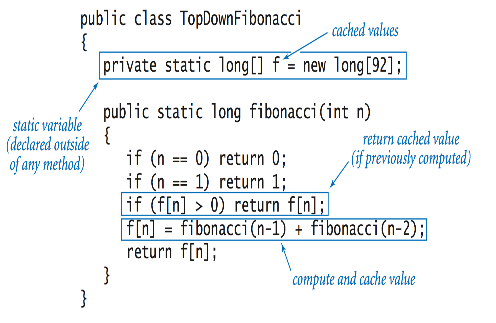 public class TopDownFibonacci
{
cached values
private static long[] f = new long[92];
static variable
(declared outside
of any method)
public static long fibonacci(int n)
{
return cached value
(if previously computed)
if (n == 0) return 0;
if (n == 1) return 1;
if (f[n] > 0) return f[n];
f[n] = fibonacci(n-1) + fibonacci(n-2);
return f[n];
}
compute and cache value
}